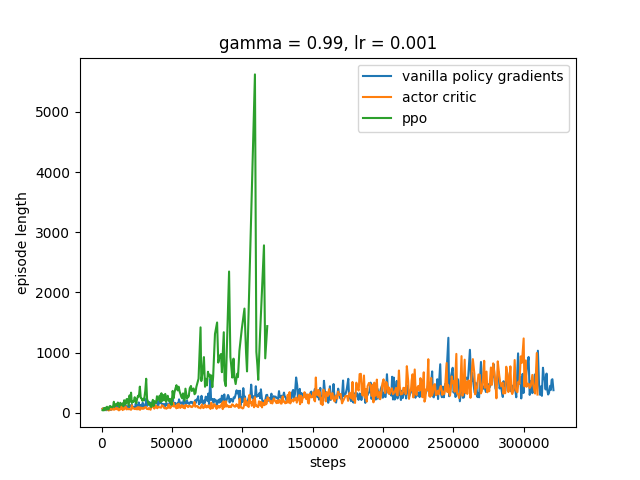 gamma = 0.99, lr = 0.001
vanilla policy gradients
actor critic
ppo
episode length
5000
4000
3000
2000
1000
0
0
50000
100000
150000
200000
250000
300000
steps